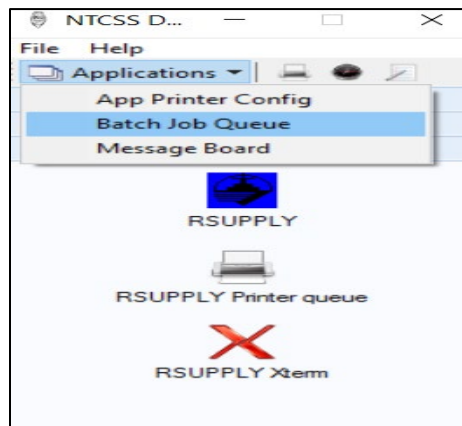 NTCSS D...
File Help
Applications
App Printer Config
Batch Job Queue
Message Board
RSUPPLY
RSUPPLY Printer queue
RSUPPLY Xterm